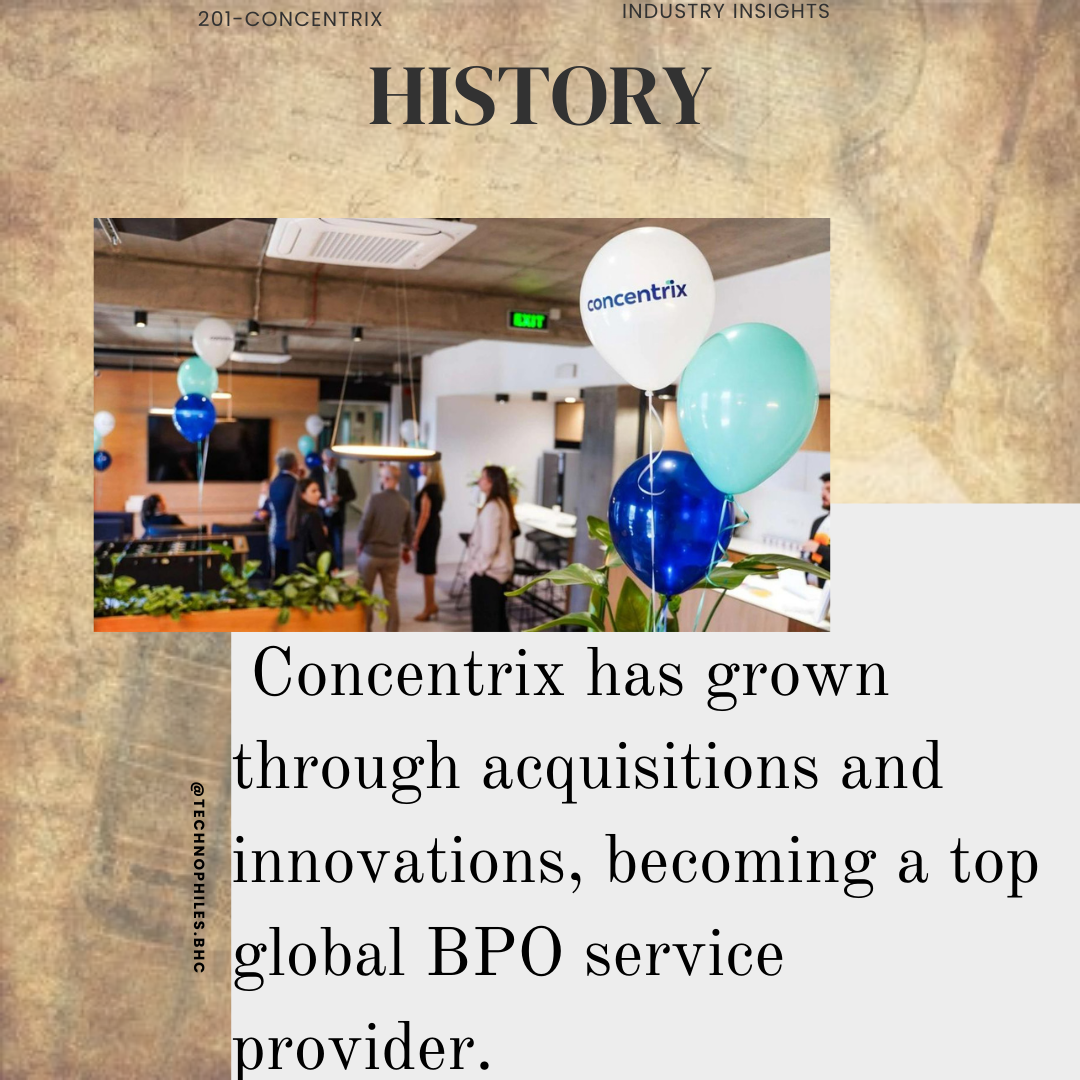 201-CONCENTRIX
INDUSTRY INSIGHTS
HISTORY
concentrix
EXIT
Concentrix has grown
through acquisitions and
innovations, becoming a top
global BPO service
provider.
@TECHNOPHILES.BHC